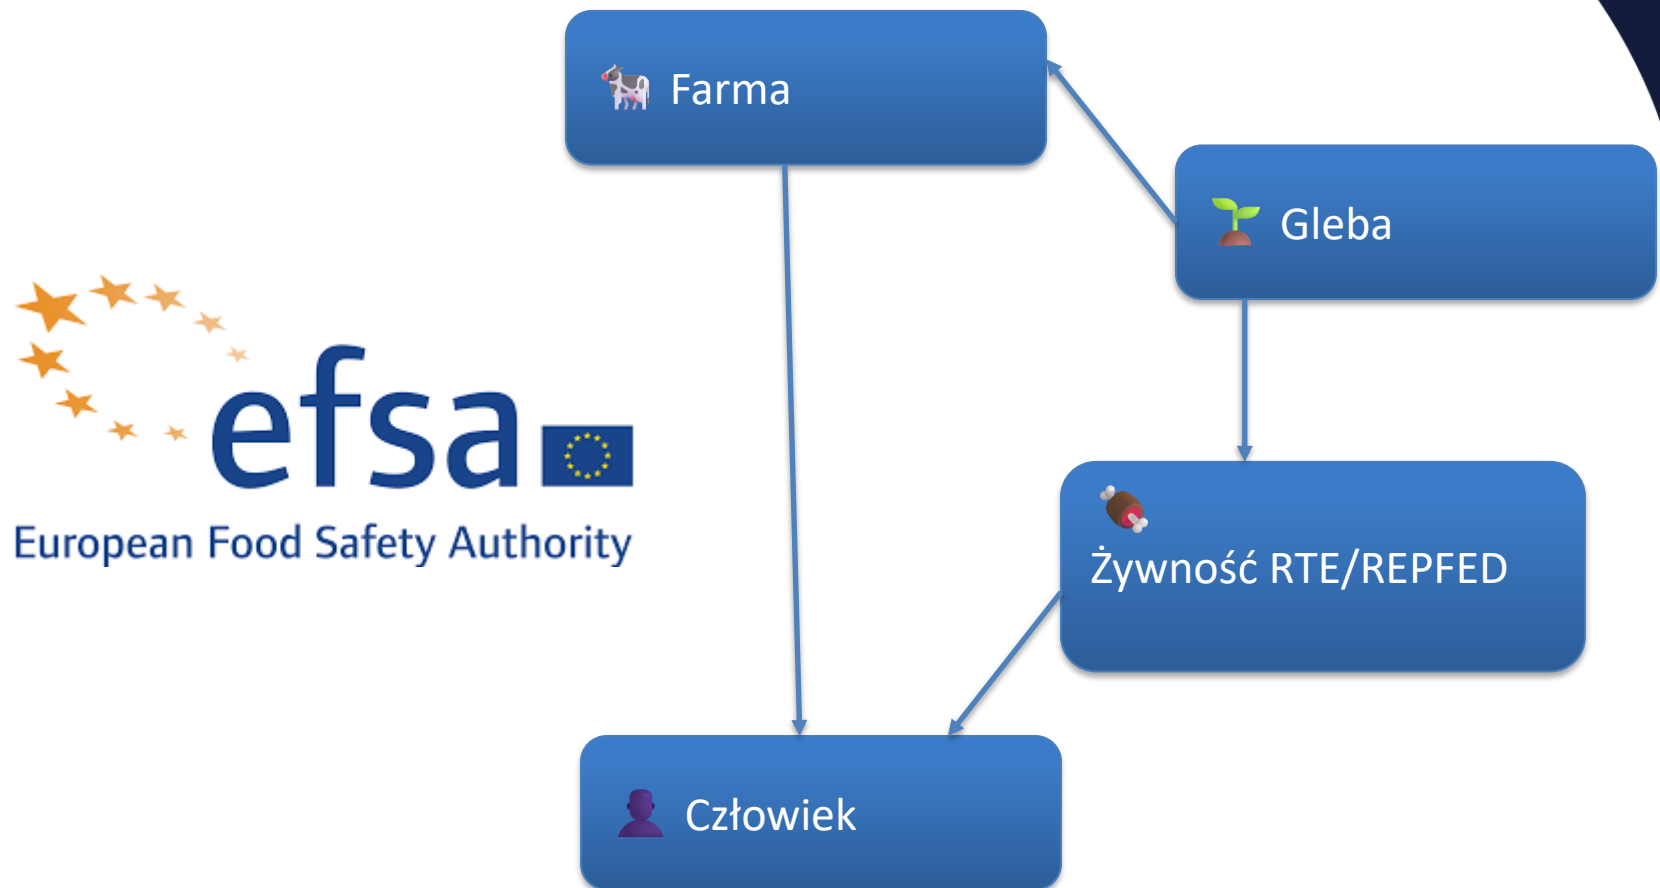 Farma
Gleba
efsa
European Food Safety Authority
Żywność RTE/REPFED
Człowiek